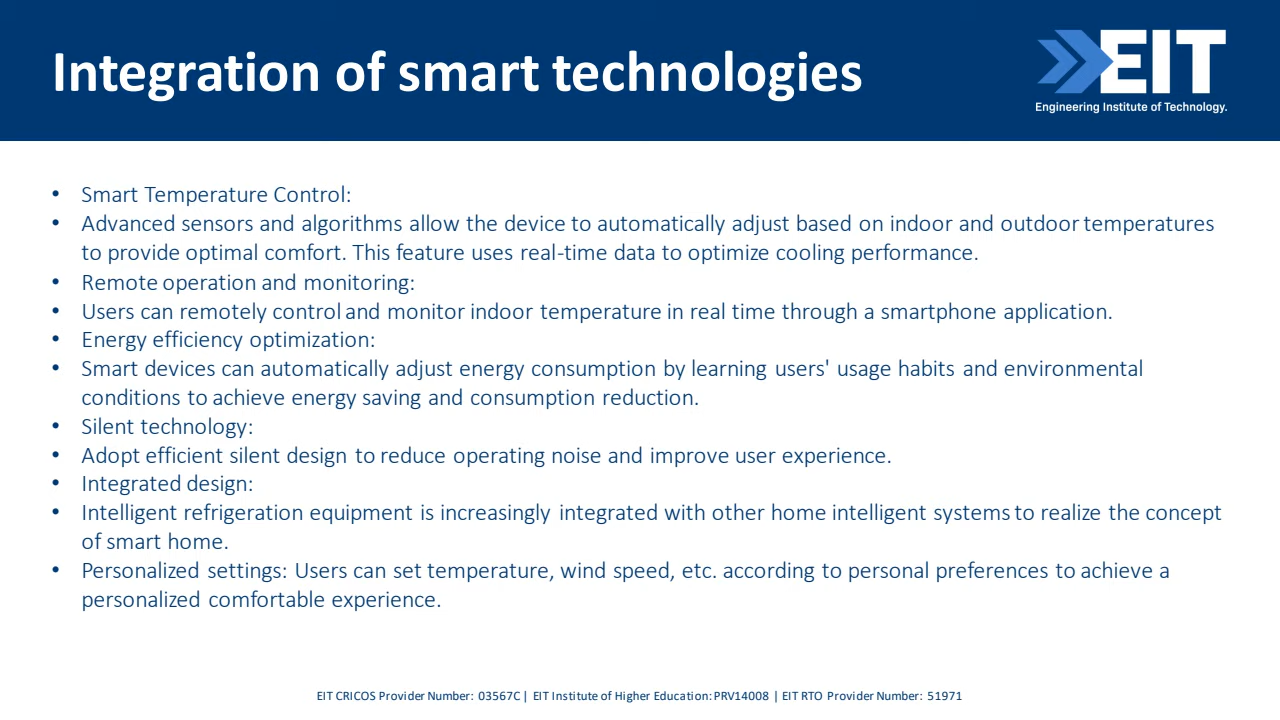 Integration of smart technologies
EIT
Engineering Institute of Technology.
• Smart Temperature Control:
• Advanced sensors and algorithms allow the device to automatically adjust based on indoor and outdoor temperatures
to provide optimal comfort. This feature uses real-time data to optimize cooling performance.
• Remote operation and monitoring:
• Users can remotely control and monitor indoor temperature in real time through a smartphone application.
• Energy efficiency optimization:
• Smart devices can automatically adjust energy consumption by learning users' usage habits and environmental
conditions to achieve energy saving and consumption reduction.
• Silent technology:
• Adopt efficient silent design to reduce operating noise and improve user experience.
• Integrated design:
• Intelligent refrigeration equipment is increasingly integrated with other home intelligent systems to realize the concept
of smart home.
• Personalized settings: Users can set temperature, wind speed, etc. according to personal preferences to achieve a
personalized comfortable experience.
EIT CRICOS Provider Number: 03567C | EIT Institute of Higher Education: PRV14008 | EIT RTO Provider Number: 51971